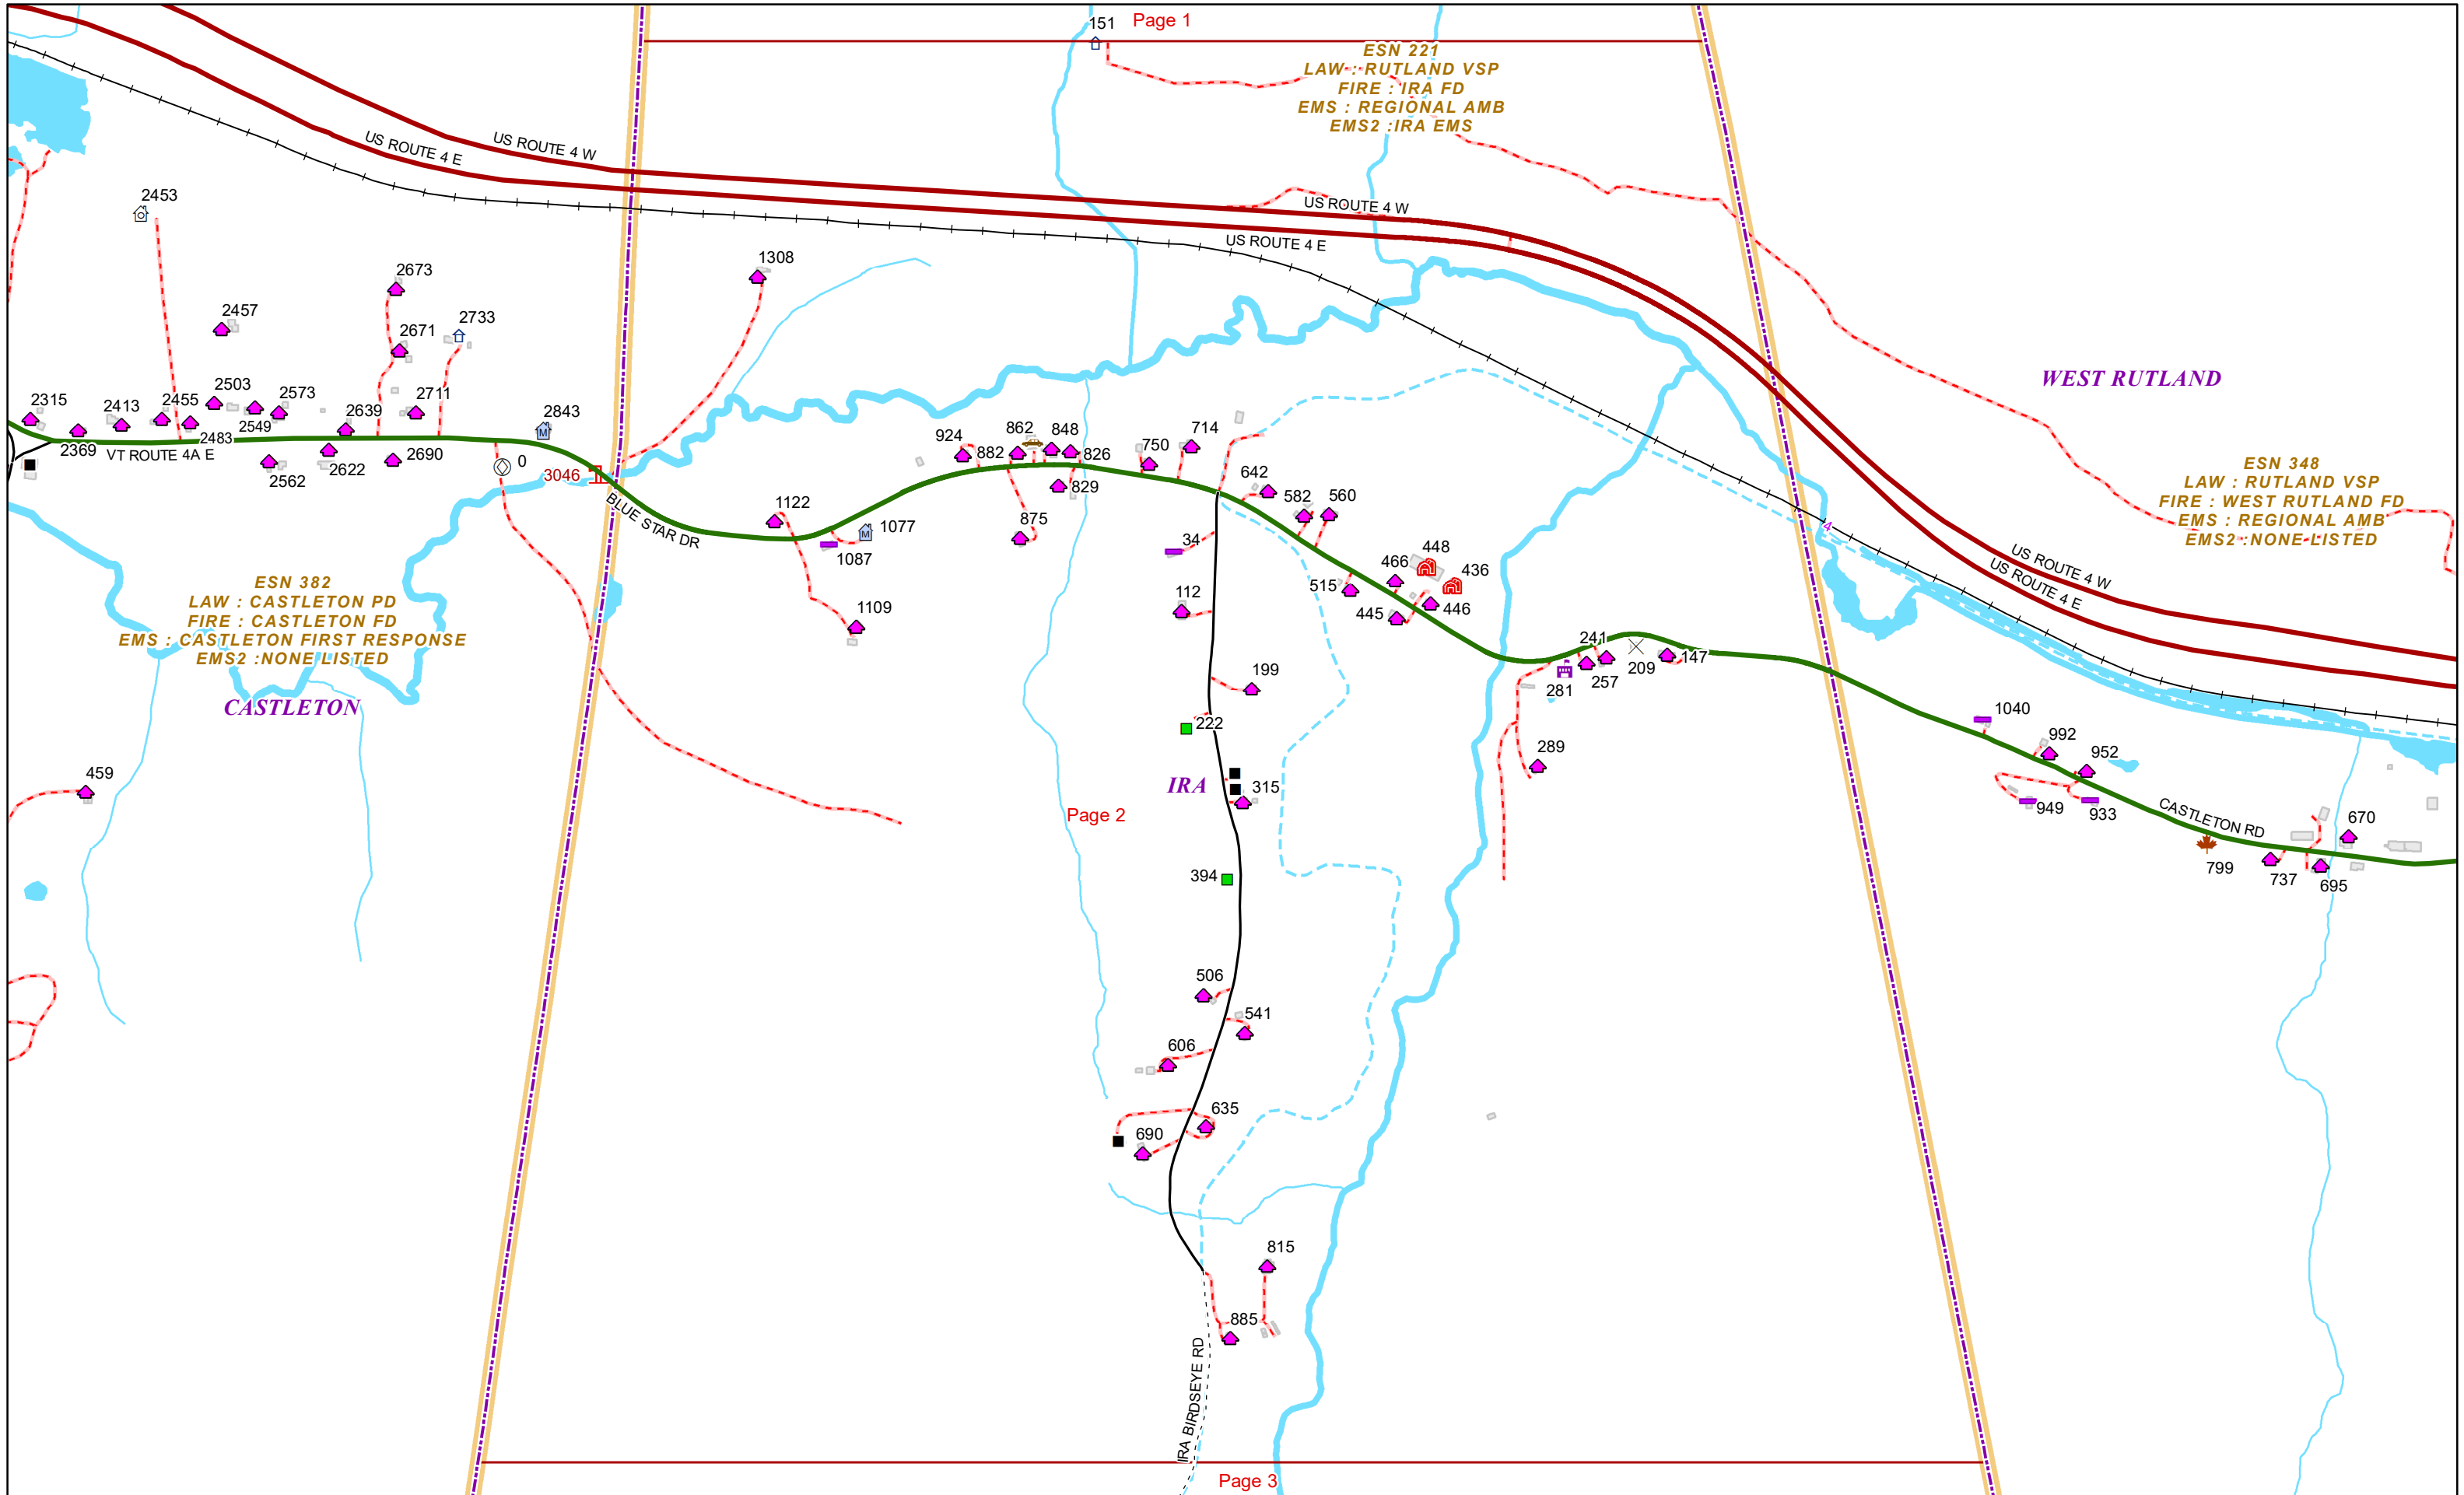 Page 1
151
ESN 221
LAW : RUTLAND VSP
FIRE : IRA FD
EMS : REGIONAL AMB
EMS2 :IRA EMS
US ROUTE 4 E
US ROUTE 4 W
US ROUTE 4 W
US ROUTE 4 E
2453
2673
1308
2457
2671
2733
WEST RUTLAND
2315
2413
2455
2503
2573
2639
2711
2843
2369
2483
2549
VT ROUTE 4A E
2562
2622
2690
0
3046
BLUE STAR DR
924
882
862
848
826
829
750
714
642
582
560
875
1122
1077
1087
1109
34
112
515
466
448
436
445
446
ESN 348
LAW : RUTLAND VSP
FIRE : WEST RUTLAND FD
EMS : REGIONAL AMB
EMS2 :NONE LISTED
4
US ROUTE 4 W
US ROUTE 4 E
ESN 382
LAW : CASTLETON PD
FIRE : CASTLETON FD
EMS : CASTLETON FIRST RESPONSE
EMS2 :NONE LISTED
CASTLETON
199
222
241
209
147
281
257
289
1040
992
952
949
933
CASTLETON RD
670
799
737
695
459
IRA
315
Page 2
394
506
541
606
635
690
815
885
IRA BIRDSEYE RD
Page 3